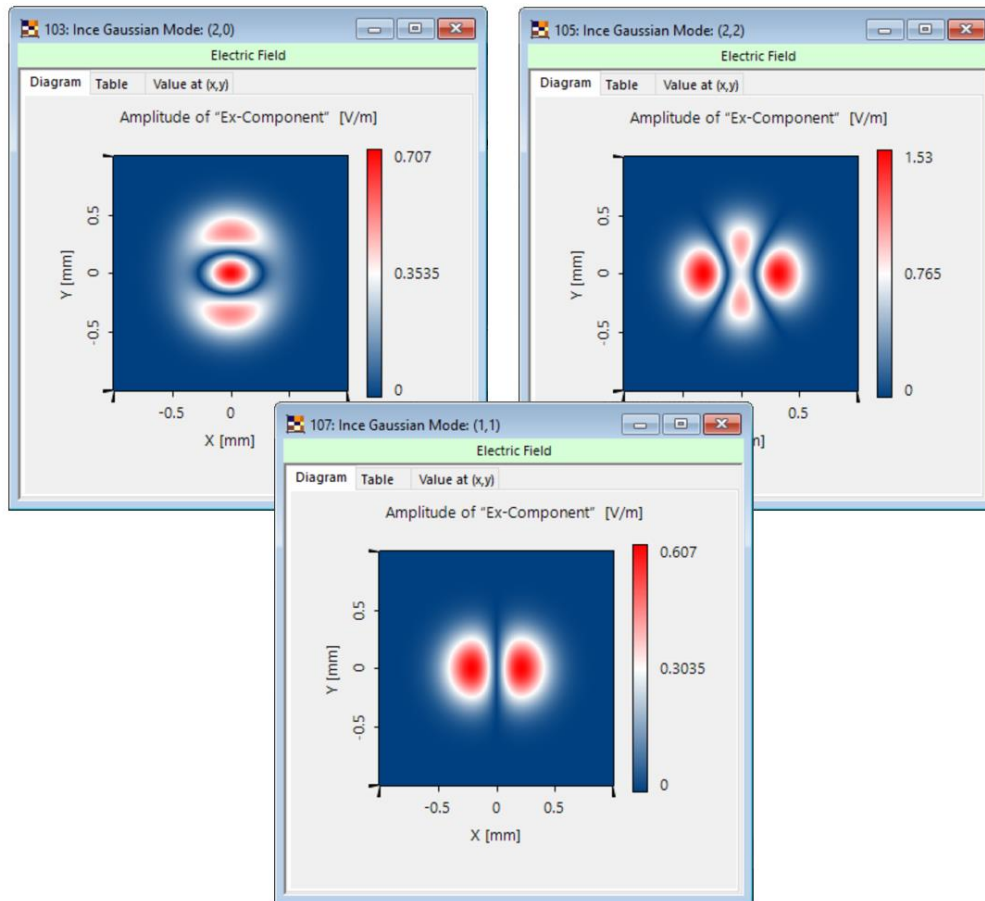 103: Ince Gaussian Mode: (2,0)
Electric Field
Diagram Table Value at (x,y)
Amplitude of "Ex-Component" [V/m]
0.707
0.3535
0
Y [mm]
0.5
0
-0.5
-0.5 0
X [mm]
105: Ince Gaussian Mode: (2,2)
Electric Field
Diagram Table Value at (x,y)
Amplitude of "Ex-Component" [V/m]
1.53
0.765
0
Y [mm]
0.5
0
-0.5
0.5
107: Ince Gaussian Mode: (1,1)
Electric Field
Diagram Table Value at (x,y)
Amplitude of "Ex-Component" [V/m]
0.607
0.3035
0
Y [mm]
0.5
0
-0.5
-0.5 0 0.5
X [mm]